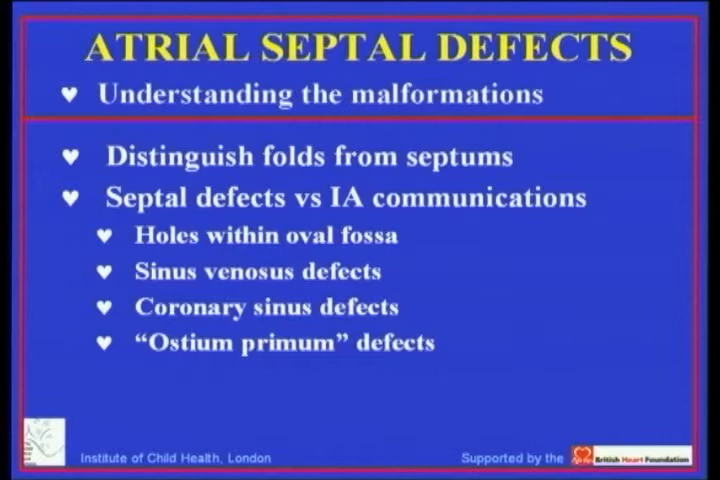 ATRIAL SEPTAL DEFECTS
Understanding the malformations
Distinguish folds from septums
Septal defects vs IA communications
Holes within oval fossa
Sinus venosus defects
Coronary sinus defects
“Ostium primum” defects
Institute of Child Health, London
Supported by the British Heart Foundation